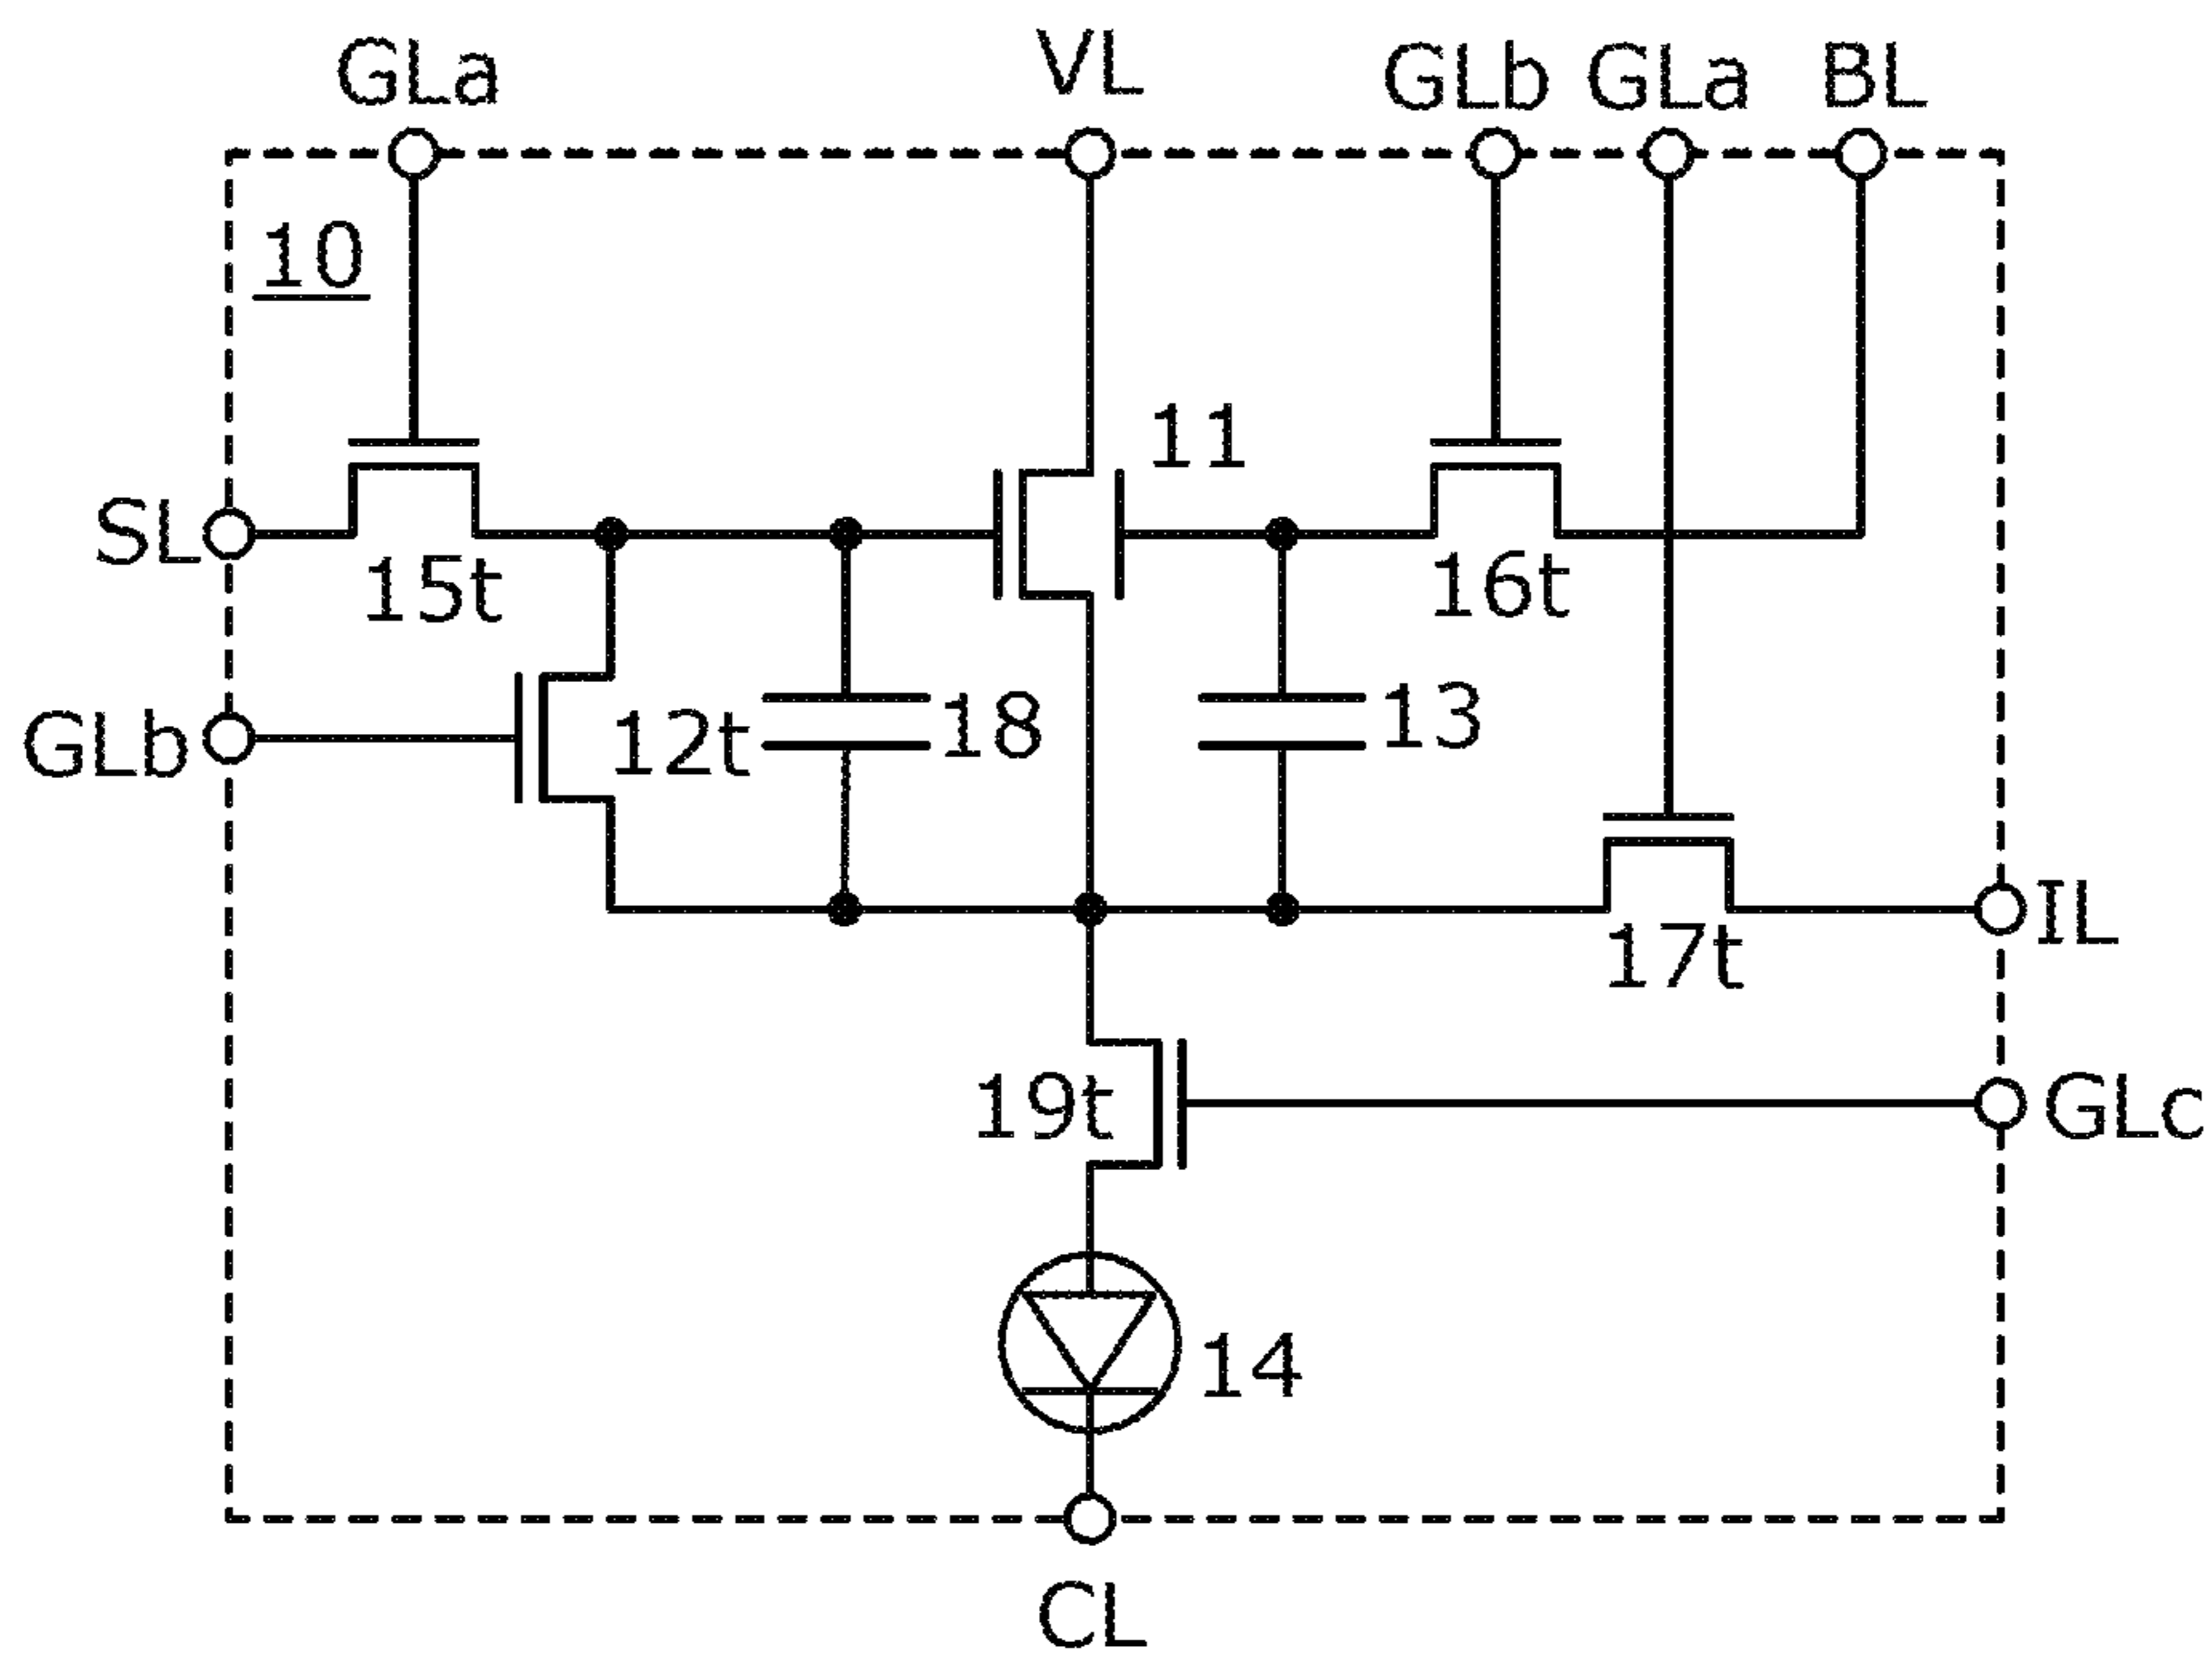 GLa VL GLb GLa BL
10
11
SL
15t 16t
GLb 12t 18 13
IL
17t
19t GLc
14
CL